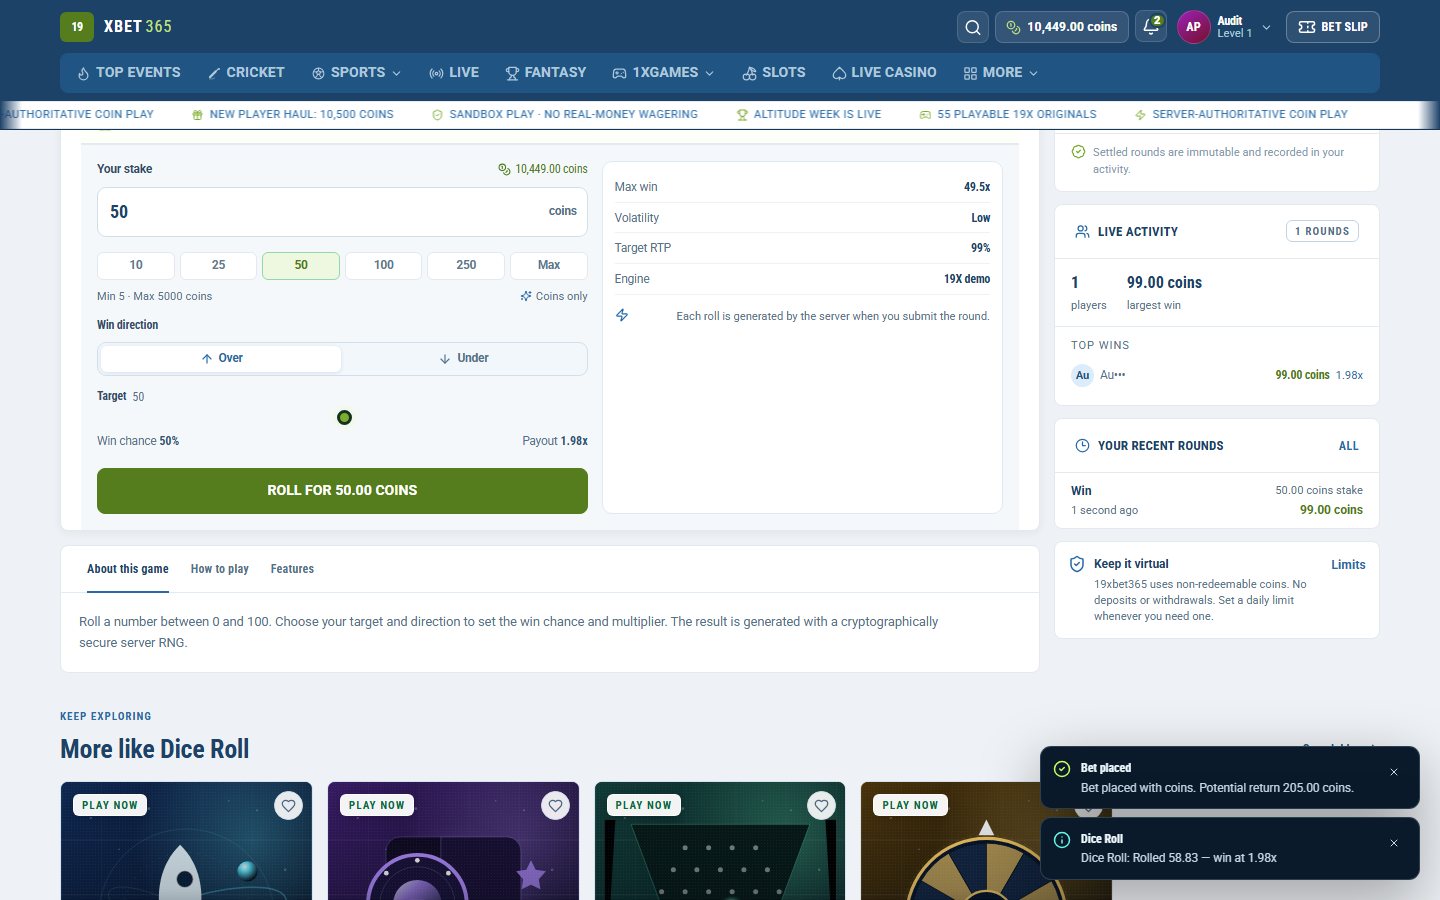 19 XBET 365
10,449.00 coins
2
AP Audit
Level 1
BET SLIP
TOP EVENTS CRICKET SPORTS LIVE FANTASY 1XGAMES SLOTS LIVE CASINO MORE
AUTHORITATIVE COIN PLAY NEW PLAYER HAUL: 10,500 COINS SANDBOX PLAY · NO REAL-MONEY WAGERING ALTITUDE WEEK IS LIVE 55 PLAYABLE 19X ORIGINALS SERVER-AUTHORITATIVE COIN PLAY
Your stake 10,449.00 coins
50 coins
10 25 50 100 250 Max
Min 5 · Max 5000 coins Coins only
Win direction
Over Under
Target 50
Win chance 50% Payout 1.98x
ROLL FOR 50.00 COINS
Max win 49.5x
Volatility Low
Target RTP 99%
Engine 19X demo
Each roll is generated by the server when you submit the round.
Settled rounds are immutable and recorded in your
activity.
LIVE ACTIVITY 1 ROUNDS
1 99.00 coins
players largest win
TOP WINS
Au Au••• 99.00 coins 1.98x
YOUR RECENT ROUNDS ALL
Win 50.00 coins stake
1 second ago 99.00 coins
Keep it virtual Limits
19xbet365 uses non-redeemable coins. No
deposits or withdrawals. Set a daily limit
whenever you need one.
About this game How to play Features
Roll a number between 0 and 100. Choose your target and direction to set the win chance and multiplier. The result is generated with a cryptographically
secure server RNG.
KEEP EXPLORING
More like Dice Roll
PLAY NOW PLAY NOW PLAY NOW PLAY NOW
Bet placed
Bet placed with coins. Potential return 205.00 coins.
Dice Roll
Dice Roll: Rolled 58.83 — win at 1.98x